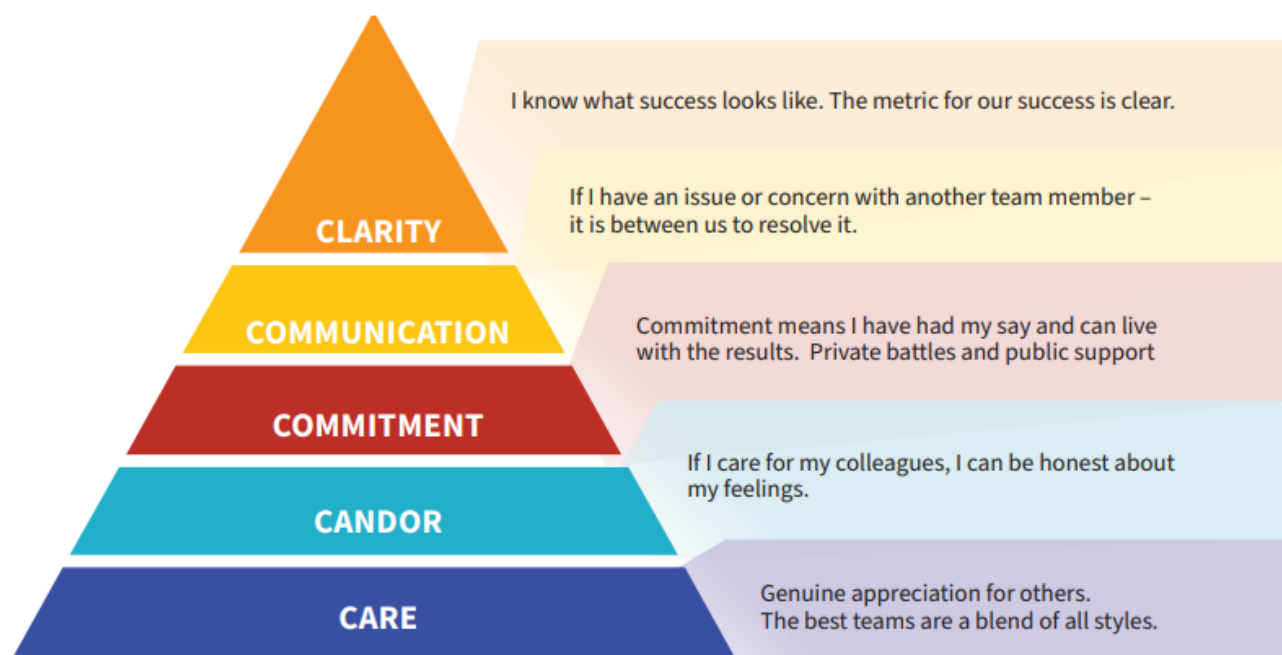 I know what success looks like. The metric for our success is clear.
CLARITY
If I have an issue or concern with another team member –
it is between us to resolve it.
COMMUNICATION
Commitment means I have had my say and can live
with the results.  Private battles and public support
COMMITMENT
If I care for my colleagues, I can be honest about
my feelings.
CANDOR
Genuine appreciation for others.
The best teams are a blend of all styles.
CARE